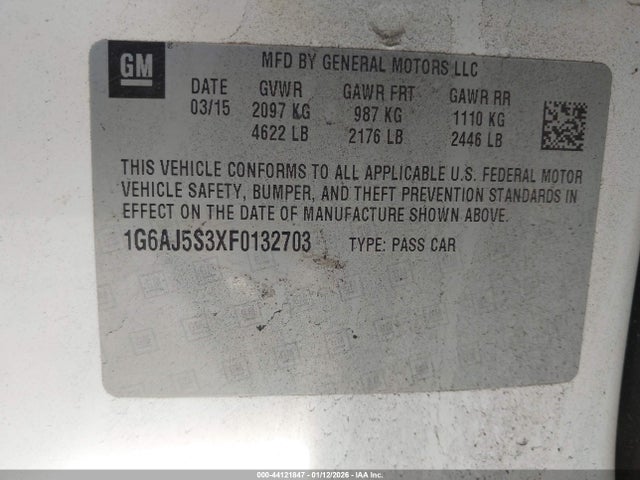 GM
MFD BY GENERAL MOTORS LLC
DATE GVWR GAWR FRT GAWR RR
03/15 2097 KG 987 KG 1110 KG
4622 LB 2176 LB 2446 LB
THIS VEHICLE CONFORMS TO ALL APPLICABLE U.S. FEDERAL MOTOR
VEHICLE SAFETY, BUMPER, AND THEFT PREVENTION STANDARDS IN
EFFECT ON THE DATE OF MANUFACTURE SHOWN ABOVE.
1G6AJ5S3XF0132703 TYPE: PASS CAR
000-44121847 - 01/12/2026 - IAAI.COM